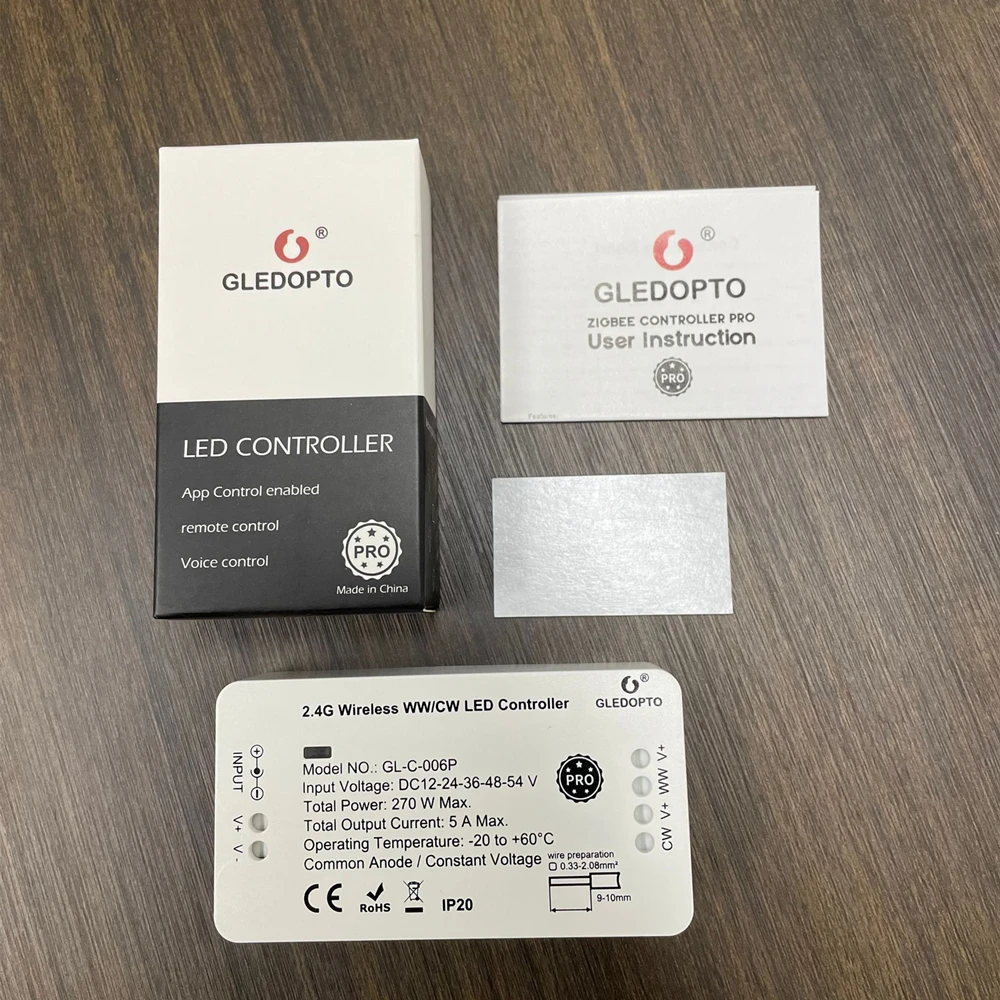 ®
GLEDOPTO
LED CONTROLLER
App Control enabled
remote control
Voice control
PRO
Made in China
®
GLEDOPTO
ZIGBEE CONTROLLER PRO
User Instruction
PRO
Features:
®
GLEDOPTO
2.4G Wireless WW/CW LED Controller
Model NO.: GL-C-006P
Input Voltage: DC12-24-36-48-54 V
Total Power: 270 W Max.
Total Output Current: 5 A Max.
Operating Temperature: -20 to +60°C
Common Anode / Constant Voltage
CE
RoHS
IP20
PRO
wire preparation
0.33-2.08mm²
9-10mm
INPUT
V+
V-
V+
WW
V+
CW